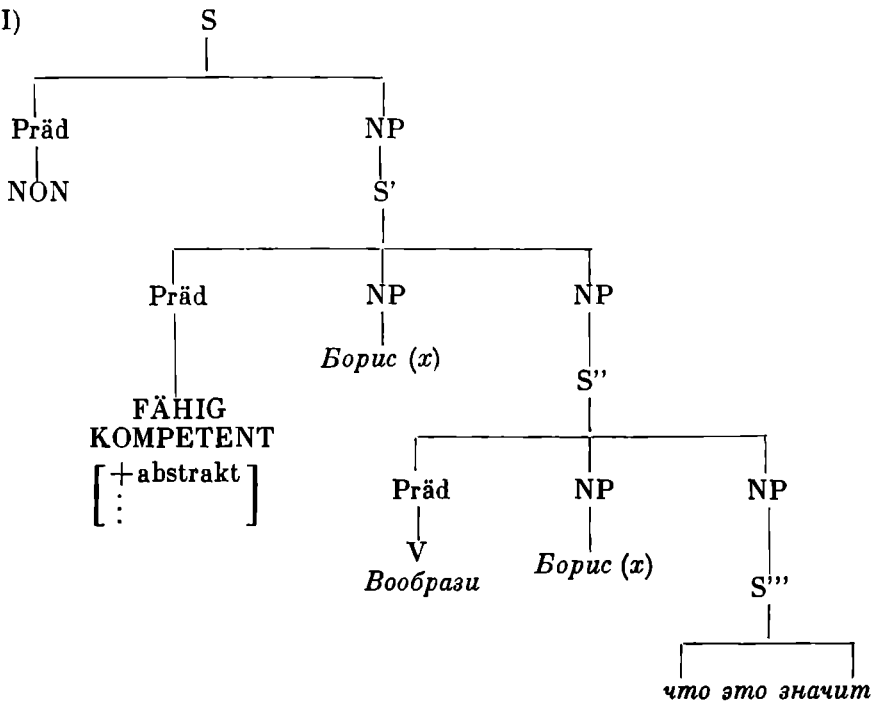 I) S
Präd NP
NON S'
Präd NP NP
Борис (x)
S''
FÄHIG
KOMPETENT
[+abstrakt
⋮ ]
Präd NP NP
V Борис (x)
Вообрази
S'''
что это значит